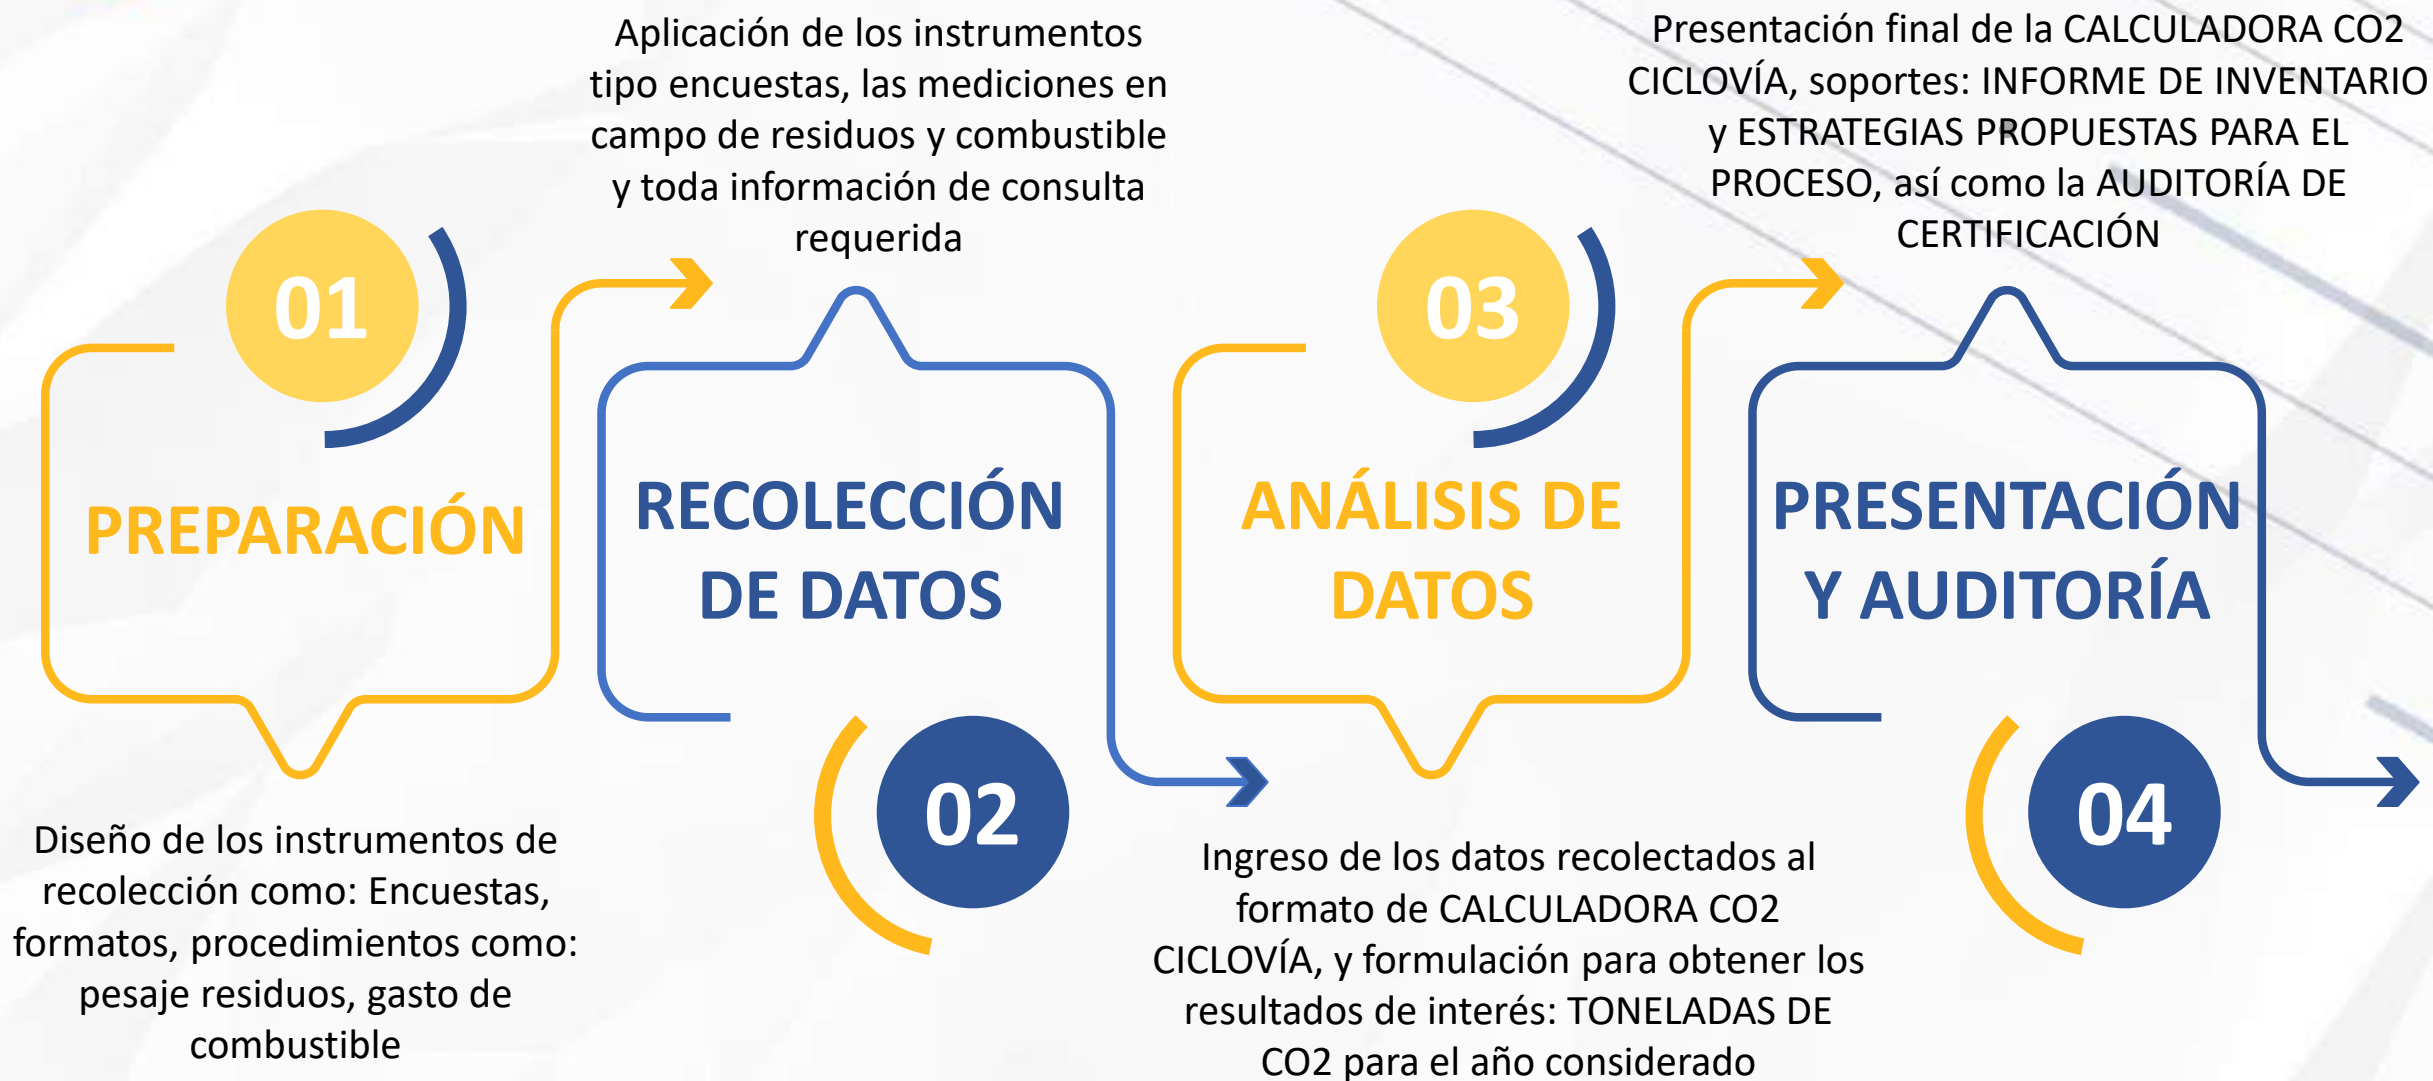 01
PREPARACIÓN
Diseño de los instrumentos de
recolección como: Encuestas,
formatos, procedimientos como:
pesaje residuos, gasto de
combustible
Aplicación de los instrumentos
tipo encuestas, las mediciones en
campo de residuos y combustible
y toda información de consulta
requerida
RECOLECCIÓN
DE DATOS
02
03
ANÁLISIS DE
DATOS
Ingreso de los datos recolectados al
formato de CALCULADORA CO2
CICLOVÍA, y formulación para obtener los
resultados de interés: TONELADAS DE
CO2 para el año considerado
Presentación final de la CALCULADORA CO2
CICLOVÍA, soportes: INFORME DE INVENTARIO
y ESTRATEGIAS PROPUESTAS PARA EL
PROCESO, así como la AUDITORÍA DE
CERTIFICACIÓN
PRESENTACIÓN
Y AUDITORÍA
04